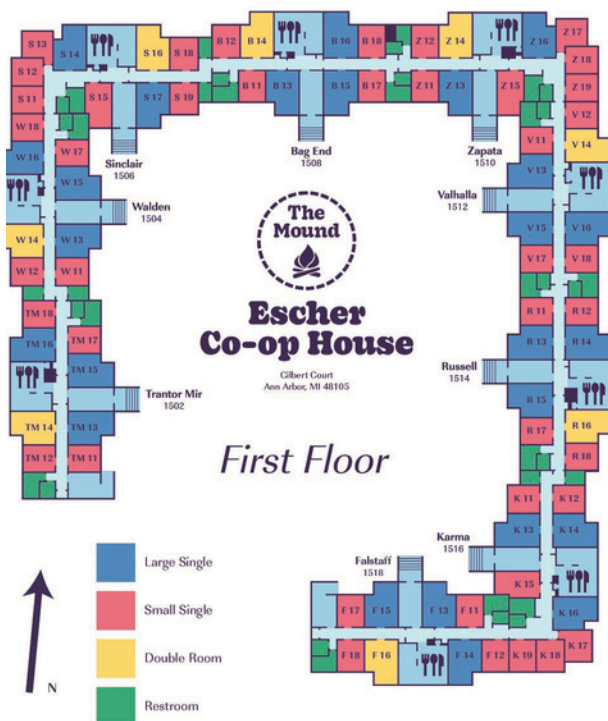 S 13
S 14
S 16
S 18
B 12
B 14
B 16
B 18
Z 12
Z 14
Z 16
Z 17
S 12
Z 18
S 11
S 15
S 17
S 19
B 11
B 13
B 15
B 17
Z 11
Z 13
Z 15
Z 19
W 18
V 12
W 17
V 11
V 14
W 16
W 15
V 13
Sinclair
1506
Bag End
1508
Zapata
1510
Walden
1504
Valhalla
1512
W 14
W 13
V 15
V 16
W 12
W 11
V 17
V 18
The
Mound
Escher
Co-op House
Gilbert Court
Ann Arbor, MI 48105
TM 18
TM 17
R 11
R 12
TM 16
TM 15
R 13
R 14
Trantor Mir
1502
Russell
1514
TM 14
TM 13
R 15
R 16
TM 12
TM 11
R 17
R 18
First Floor
K 11
K 12
K 13
K 14
Karma
1516
Falstaff
1518
K 15
K 16
F 17
F 15
F 13
F 11
F 18
F 16
F 14
F 12
K 19
K 18
K 17
Large Single
Small Single
Double Room
Restroom
N